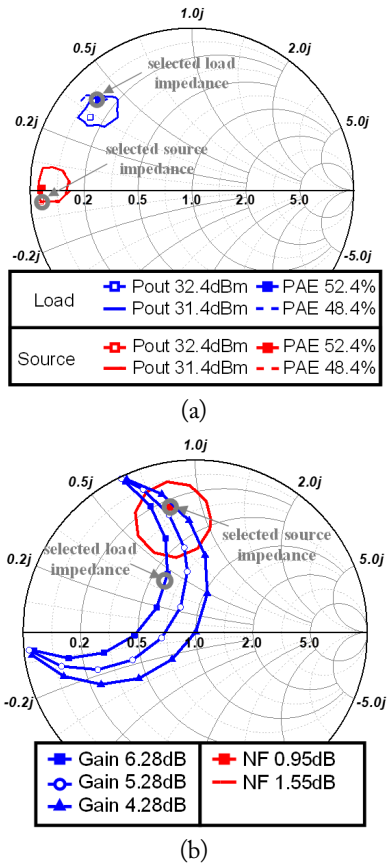 1.0j
0.5j
2.0j
selected load
impedance
0.2j
5.0j
selected source
impedance
0.2
0.5
1.0
2.0
5.0
-0.2j
-5.0j
Load
Pout 32.4dBm
PAE 52.4%
Pout 31.4dBm
PAE 48.4%
Source
Pout 32.4dBm
PAE 52.4%
Pout 31.4dBm
PAE 48.4%
(a)
1.0j
0.5j
2.0j
selected source
impedance
selected load
impedance
0.2j
5.0j
0.2
0.5
1.0
2.0
5.0
-0.2j
-5.0j
Gain 6.28dB
Gain 5.28dB
Gain 4.28dB
NF 0.95dB
NF 1.55dB
(b)